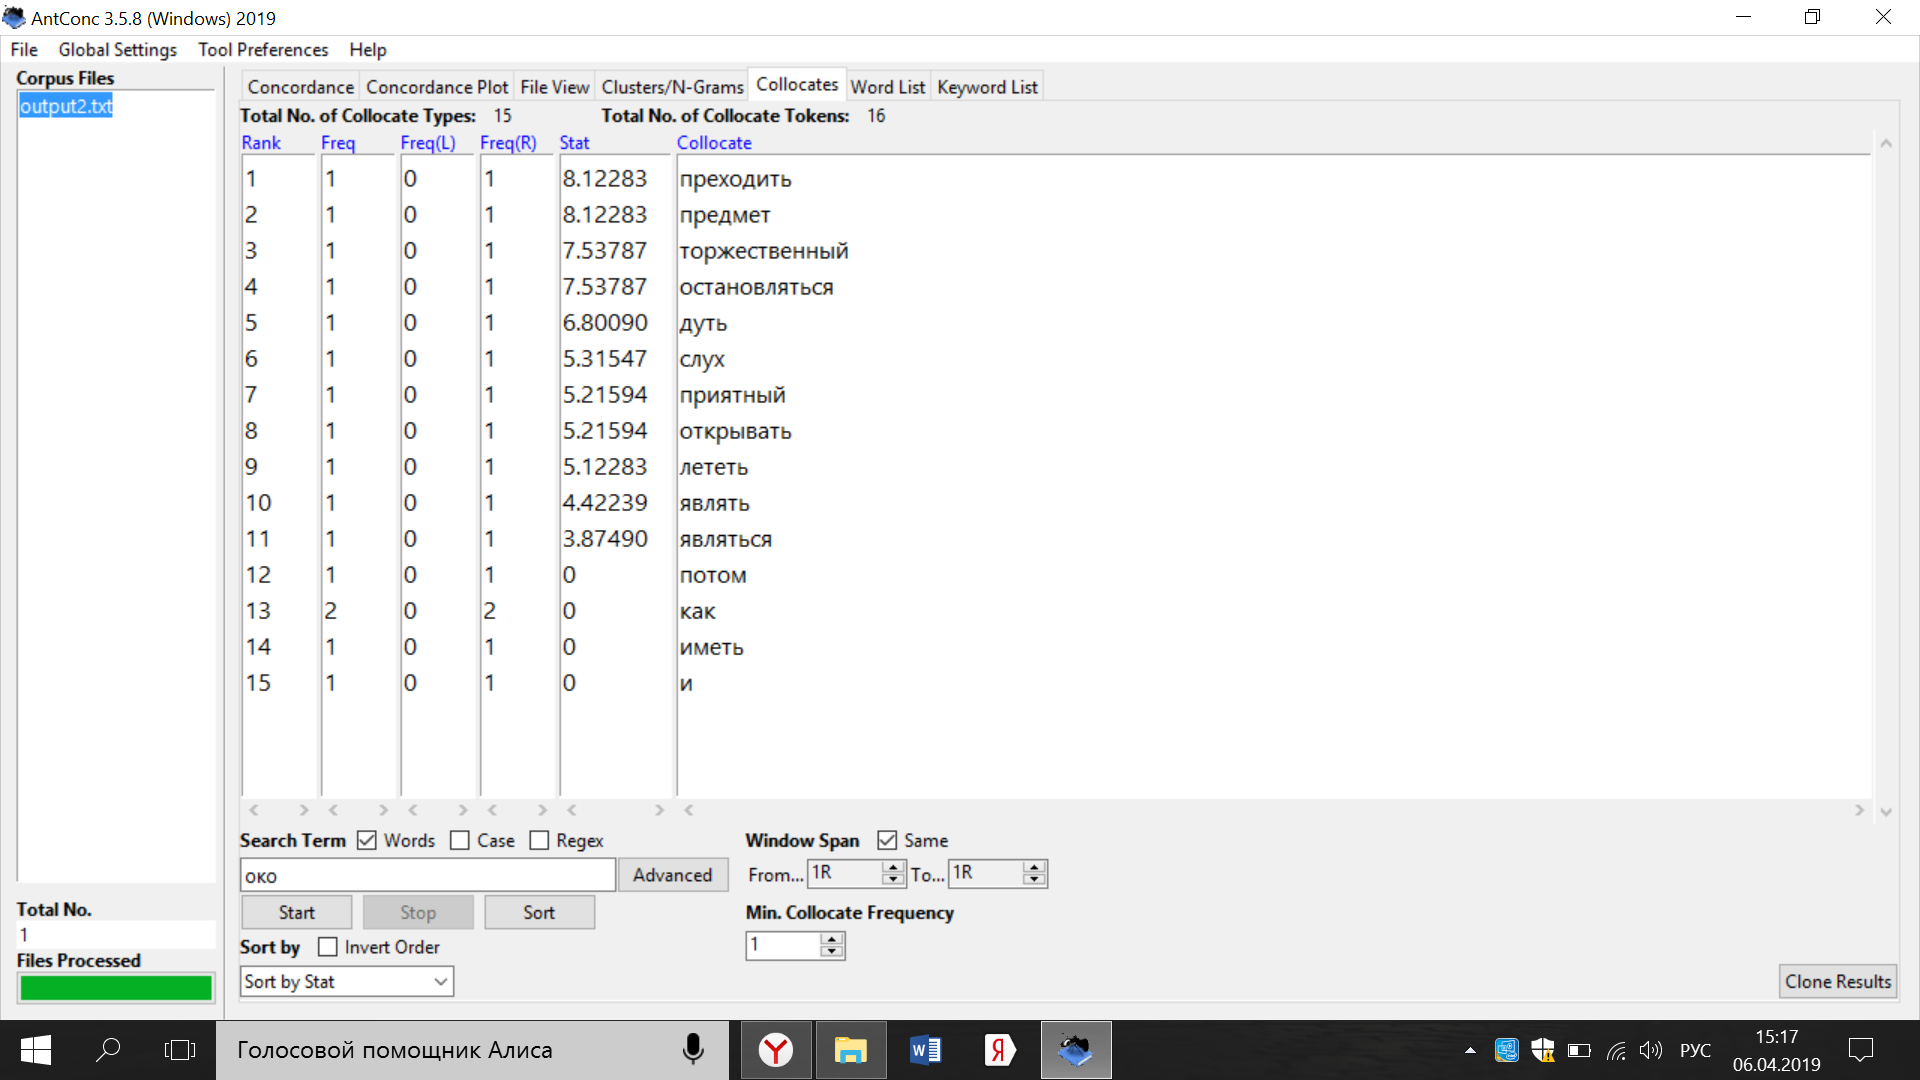 AntConc 3.5.8 (Windows) 2019
File Global Settings Tool Preferences Help
Corpus Files
output2.txt
Concordance Concordance Plot File View Clusters/N-Grams Collocates Word List Keyword List
Total No. of Collocate Types: 15 Total No. of Collocate Tokens: 16
Rank Freq Freq(L) Freq(R) Stat Collocate
1 1 0 1 8.12283 преходить
2 1 0 1 8.12283 предмет
3 1 0 1 7.53787 торжественный
4 1 0 1 7.53787 остановляться
5 1 0 1 6.80090 дуть
6 1 0 1 5.31547 слух
7 1 0 1 5.21594 приятный
8 1 0 1 5.21594 открывать
9 1 0 1 5.12283 лететь
10 1 0 1 4.42239 являть
11 1 0 1 3.87490 являться
12 1 0 1 0 потом
13 2 0 2 0 как
14 1 0 1 0 иметь
15 1 0 1 0 и
Search Term Words Case Regex Window Span Same
око Advanced From... 1R To... 1R
Start Stop Sort Min. Collocate Frequency
Sort by Invert Order 1
Sort by Stat Clone Results
Total No.
1
Files Processed
Голосовой помощник Алиса РУС 15:17
06.04.2019